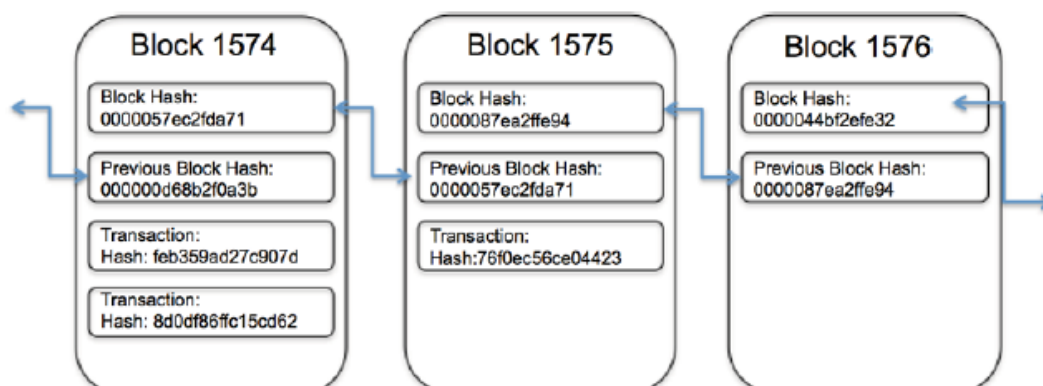 Block 1574
Block Hash:
0000057ec2fda71
Previous Block Hash:
000000d68b2f0a3b
Transaction:
Hash: feb359ad27c907d
Transaction:
Hash: 8d0df86ffc15cd62
Block 1575
Block Hash:
0000087ea2ffe94
Previous Block Hash:
0000057ec2fda71
Transaction:
Hash:76f0ec56ce04423
Block 1576
Block Hash:
0000044bf2efe32
Previous Block Hash:
0000087ea2ffe94